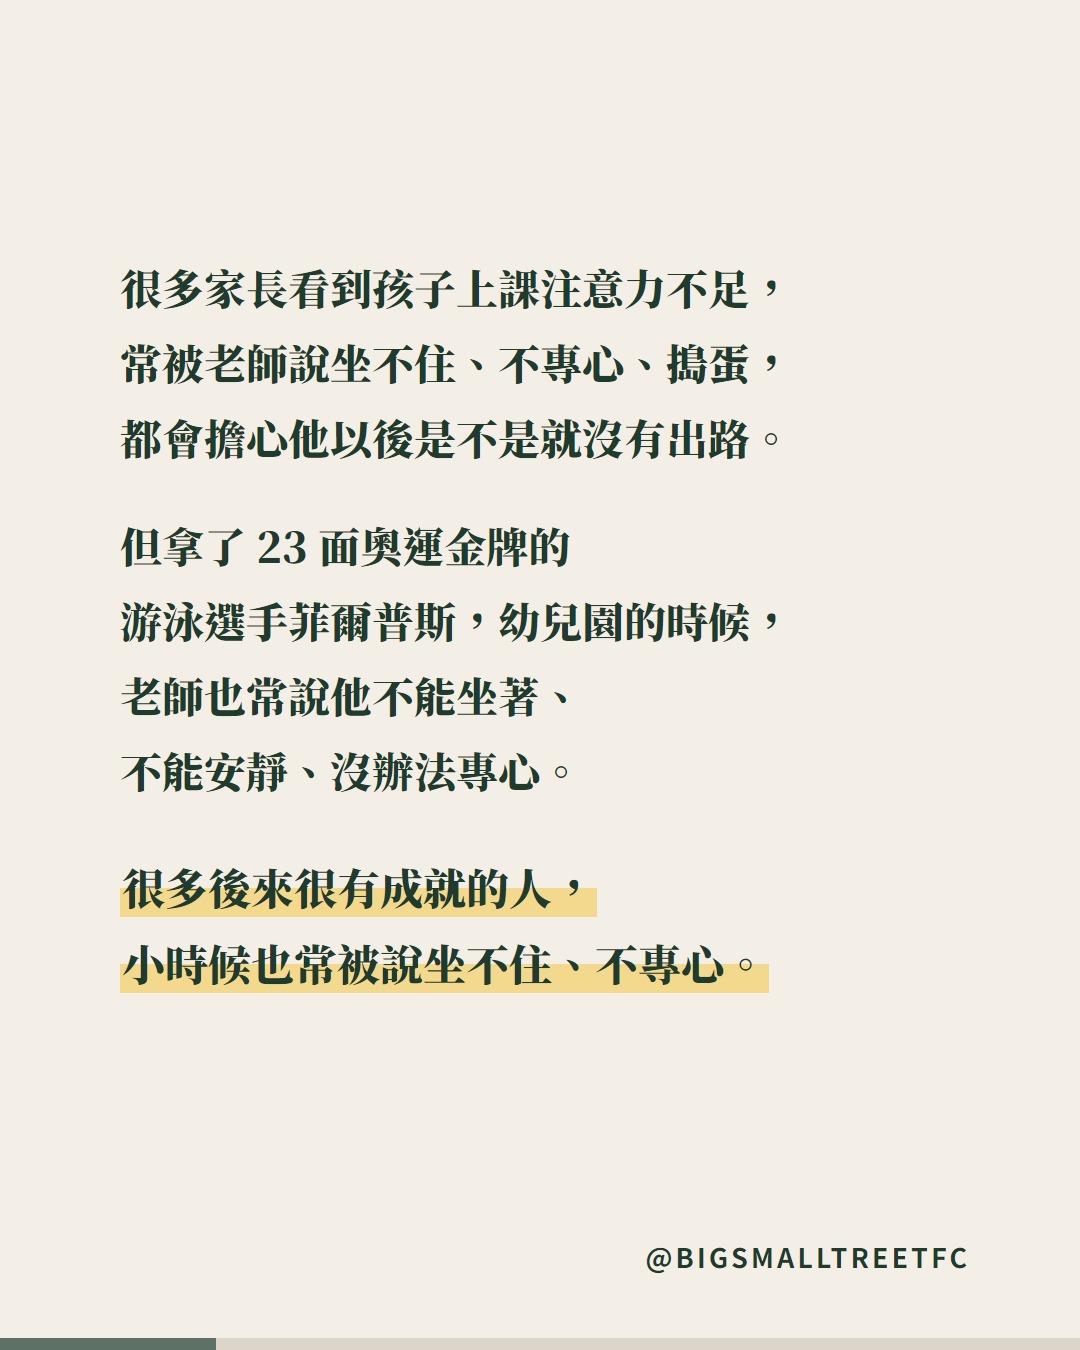 很多家長看到孩子上課注意力不足，
常被老師說坐不住、不專心、搗蛋，
都會擔心他以後是不是就沒有出路。
但拿了 23 面奧運金牌的
游泳選手菲爾普斯，幼兒園的時候，
老師也常說他不能坐著、
不能安靜、沒辦法專心。
很多後來很有成就的人，
小時候也常被說坐不住、不專心。
@BIGSMALLTREETFC